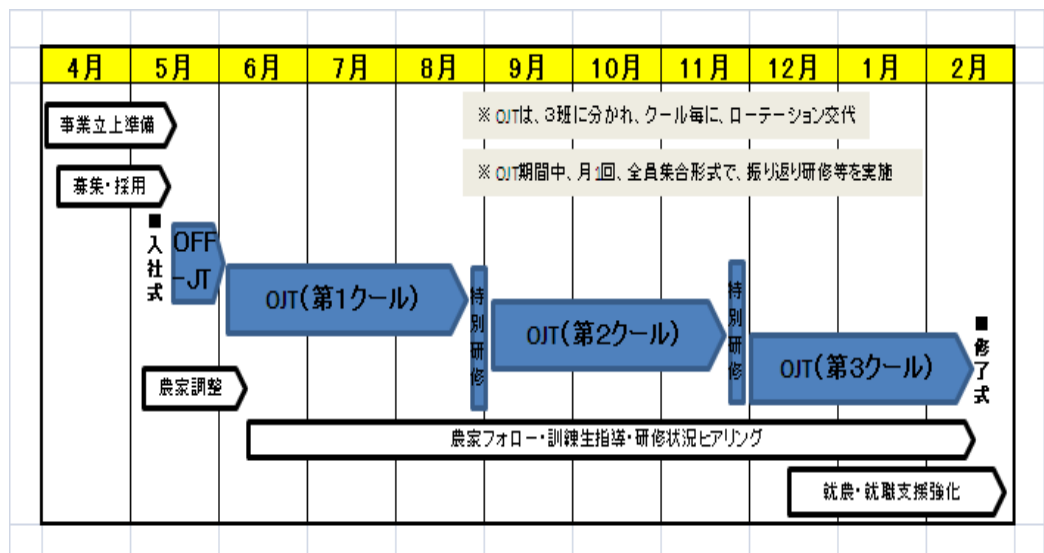 4月 5月 6月 7月 8月 9月 10月 11月 12月 1月 2月
事業立上準備
※ OJTは、3班に分かれ、クール毎に、ローテーション交代
募集・採用
※ OJT期間中、月1回、全員集合形式で、振り返り研修等を実施
■入社式
OFF
-JT
OJT(第1クール)
特別研修
OJT(第2クール)
特別研修
OJT(第3クール)
■修了式
農家調整
農家フォロー・訓練生指導・研修状況ヒアリング
就農・就職支援強化